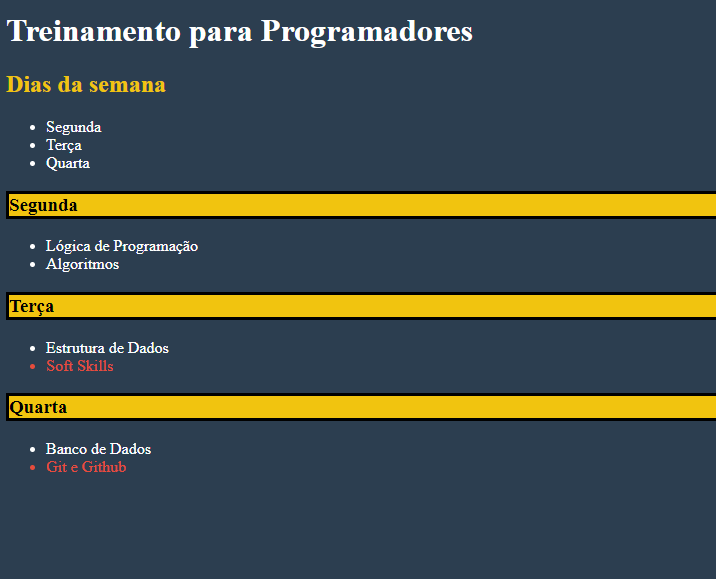 Treinamento para Programadores
Dias da semana
Segunda
Terça
Quarta
Segunda
Lógica de Programação
Algoritmos
Terça
Estrutura de Dados
Soft Skills
Quarta
Banco de Dados
Git e Github